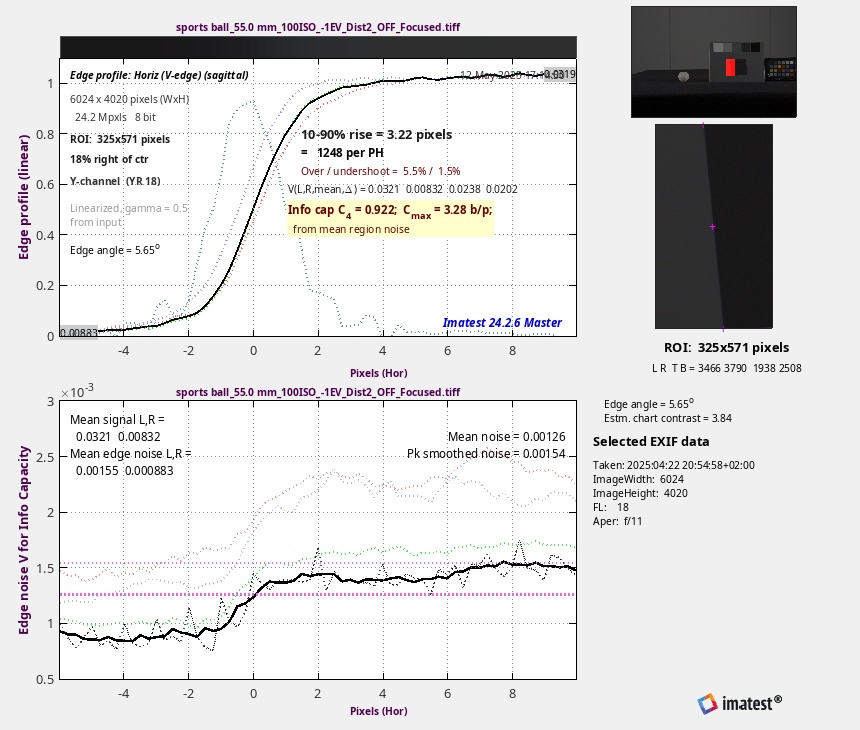 sports ball_55.0 mm_100ISO_-1EV_Dist2_OFF_Focused.tiff
Edge profile: Horiz (V-edge) (sagittal)
0.0319
6024 x 4020 pixels (WxH)
24.2 Mpxls 8 bit
ROI: 325x571 pixels
18% right of ctr
Y-channel (Y,R 18)
Linearized, gamma = 0.5
from input
Edge angle = 5.65°
10-90% rise = 3.22 pixels
= 1248 per PH
Over / undershoot = 5.5% / 1.5%
V(L,R,mean,Δ) = 0.0321 0.00832 0.0238 0.0202
Info cap C4 = 0.922; Cmax = 3.28 b/p;
from mean region noise
Imatest 24.2.6 Master
0.00883
Edge profile (linear)
1
0.8
0.6
0.4
0.2
0
-4 -2 0 2 4 6 8
Pixels (Hor)
ROI: 325x571 pixels
L R T B = 3466 3790 1938 2508
sports ball_55.0 mm_100ISO_-1EV_Dist2_OFF_Focused.tiff
×10-3
Mean signal L,R =
0.0321 0.00832
Mean edge noise L,R =
0.00155 0.000883
Mean noise = 0.00126
Pk smoothed noise = 0.00154
Edge noise V for Info Capacity
3
2.5
2
1.5
1
0.5
-4 -2 0 2 4 6 8
Pixels (Hor)
Edge angle = 5.65°
Estm. chart contrast = 3.84
Selected EXIF data
Taken: 2025:04:22 20:54:58+02:00
ImageWidth: 6024
ImageHeight: 4020
FL: 18
Aper: f/11
imatest®